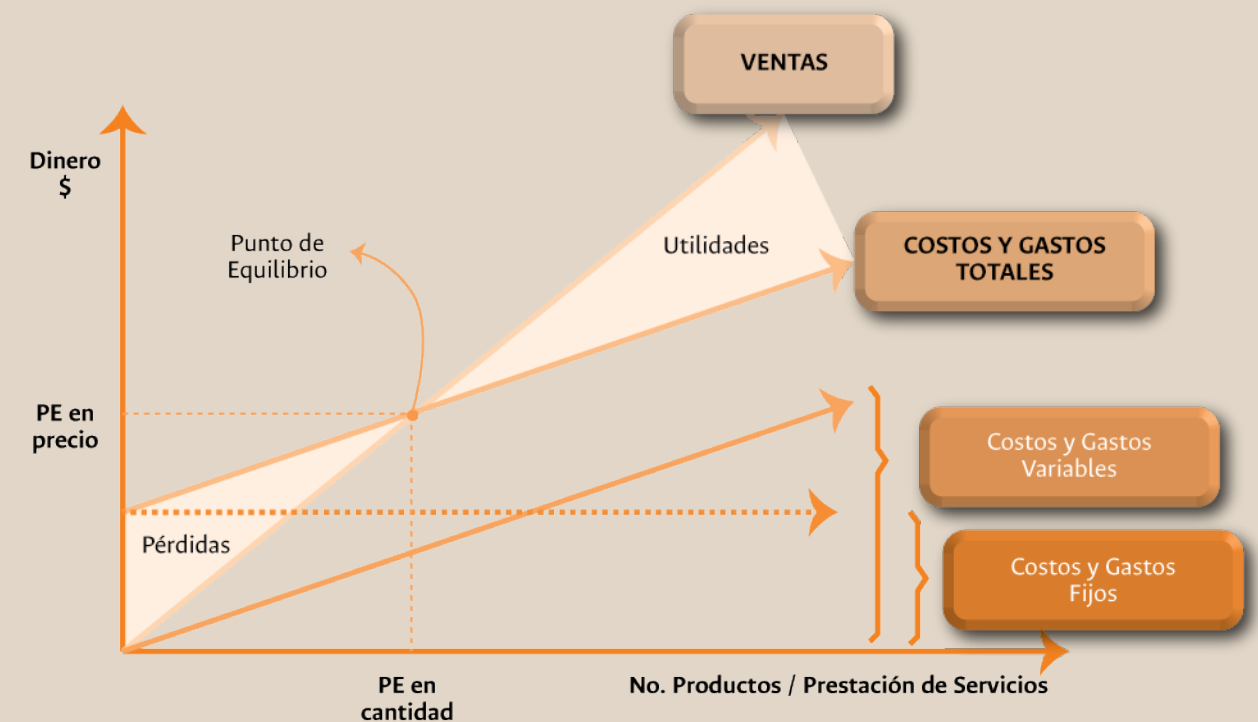 VENTAS
Dinero
$
Punto de
Equilibrio
Utilidades
COSTOS Y GASTOS
TOTALES
PE en
precio
Costos y Gastos
Variables
Pérdidas
Costos y Gastos
Fijos
PE en
cantidad
No. Productos / Prestación de Servicios